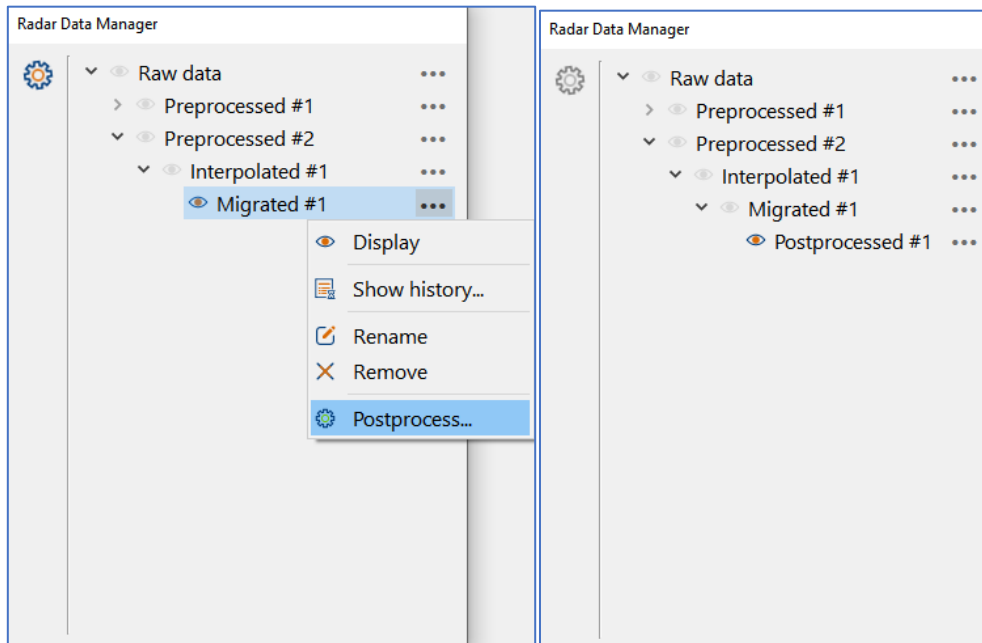 Radar Data Manager
Raw data
Preprocessed #1
Preprocessed #2
Interpolated #1
Migrated #1
Display
Show history...
Rename
Remove
Postprocess...
Radar Data Manager
Raw data
Preprocessed #1
Preprocessed #2
Interpolated #1
Migrated #1
Postprocessed #1